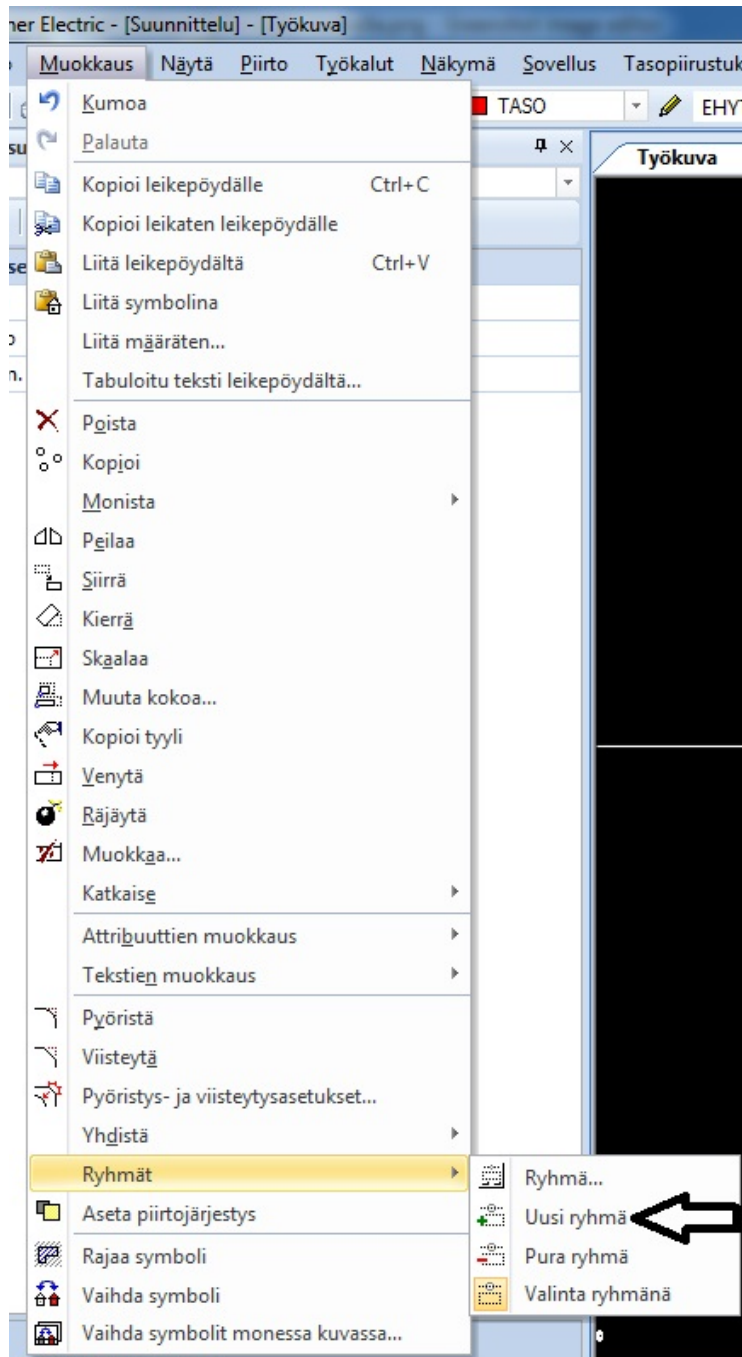 ner Electric - [Suunnittelu] - [Työkuva]
Muokkaus Näytä Piirto Työkalut Näkymä Sovellus Tasopiirustuk
TASO EHY
Kumoa
Palauta
su
Työkuva
Kopioi leikepöydälle Ctrl+C
Kopioi leikaten leikepöydälle
se
Liitä leikepöydältä Ctrl+V
Liitä symbolina
Liitä määräten...
n.
Tabuloitu teksti leikepöydältä...
Poista
Kopioi
Monista
Peilaa
Siirrä
Kierrä
Skaalaa
Muuta kokoa...
Kopioi tyyli
Venytä
Räjäytä
Muokkaa...
Katkaise
Attribuuttien muokkaus
Tekstien muokkaus
Pyöristä
Viisteytä
Pyöristys- ja viisteytysasetukset...
Yhdistä
Ryhmät
Aseta piirtojärjestys
Rajaa symboli
Vaihda symboli
Vaihda symbolit monessa kuvassa...
Ryhmä...
Uusi ryhmä
Pura ryhmä
Valinta ryhmänä